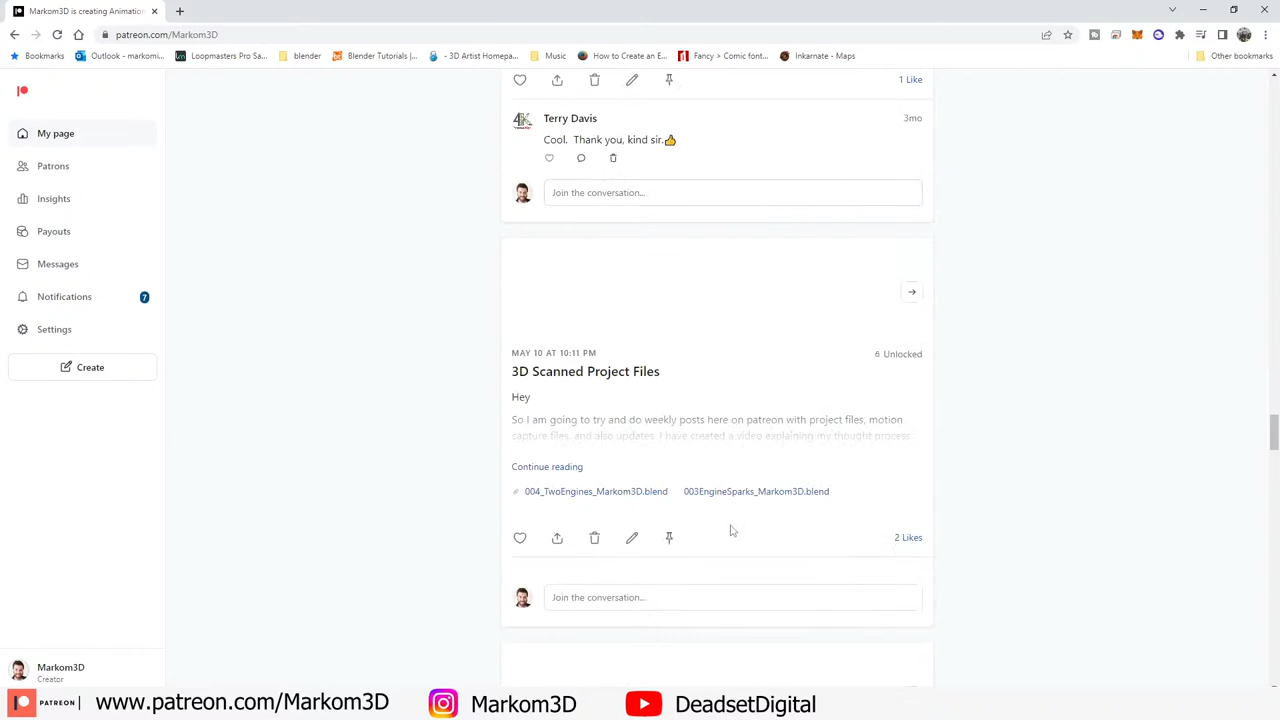 Markom3D is creating Animation
patreon.com/Markom3D
Bookmarks Outlook - markomi... Loopmasters Pro Sa... blender Blender Tutorials |... - 3D Artist Homepa... Music How to Create an E... Fancy > Comic font... Inkarnate - Maps Other bookmarks
1 Like
My page
Patrons
Insights
Payouts
Messages
Notifications 7
Settings
Create
Terry Davis 3mo
Cool. Thank you, kind sir.👍
Join the conversation...
MAY 10 AT 10:11 PM 6 Unlocked
3D Scanned Project Files
Hey
So I am going to try and do weekly posts here on patreon with project files, motion
capture files, and also updates. I have created a video explaining my thought process
Continue reading
004_TwoEngines_Markom3D.blend 003EngineSparks_Markom3D.blend
2 Likes
Join the conversation...
Markom3D
Creator
PATREON | www.patreon.com/Markom3D Markom3D DeadsetDigital